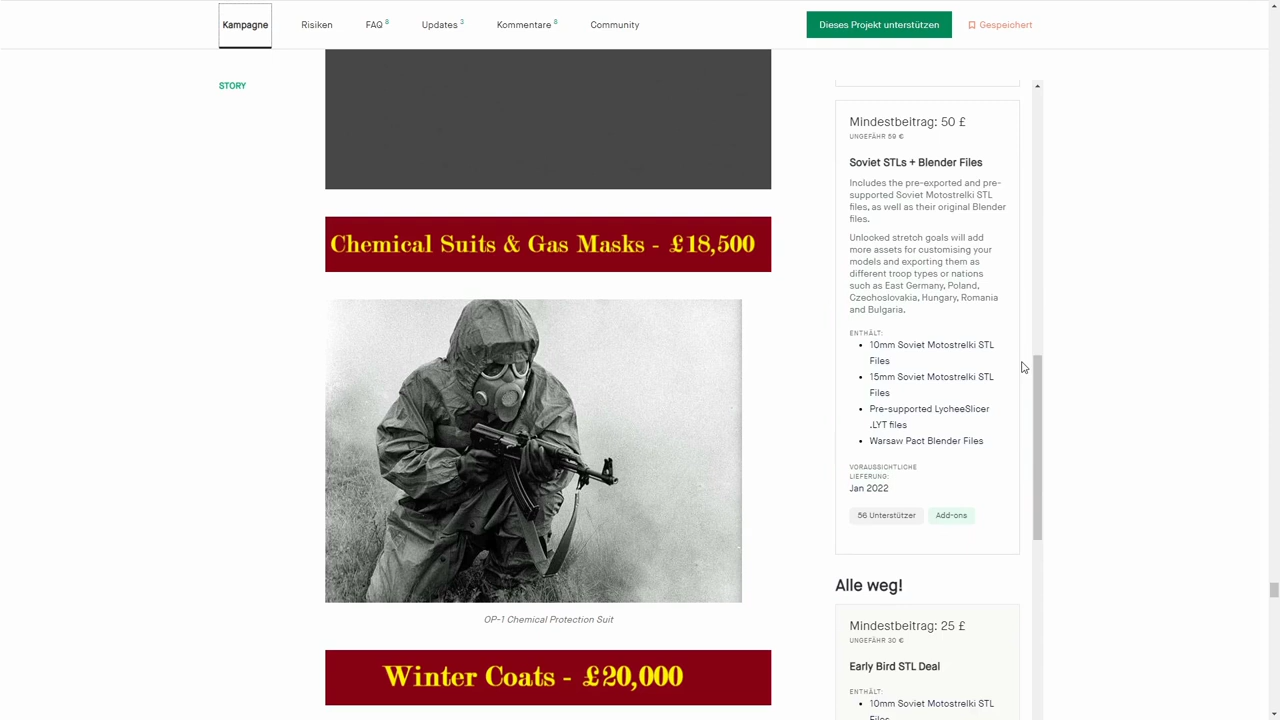 Kampagne
Risiken
FAQ 8
Updates 3
Kommentare 8
Community
Dieses Projekt unterstützen
Gespeichert
STORY
Chemical Suits & Gas Masks - £18,500
OP-1 Chemical Protection Suit
Winter Coats - £20,000
Mindestbeitrag: 50 £
UNGEFÄHR 59 €
Soviet STLs + Blender Files
Includes the pre-exported and pre-
supported Soviet Motostrelki STL
files, as well as their original Blender
files.
Unlocked stretch goals will add
more assets for customising your
models and exporting them as
different troop types or nations
such as East Germany, Poland,
Czechoslovakia, Hungary, Romania
and Bulgaria.
ENTHÄLT:
• 10mm Soviet Motostrelki STL
Files
• 15mm Soviet Motostrelki STL
Files
• Pre-supported LycheeSlicer
.LYT files
• Warsaw Pact Blender Files
VORAUSSICHTLICHE
LIEFERUNG:
Jan 2022
56 Unterstützer
Add-ons
Alle weg!
Mindestbeitrag: 25 £
UNGEFÄHR 30 €
Early Bird STL Deal
ENTHÄLT:
• 10mm Soviet Motostrelki STL
Files